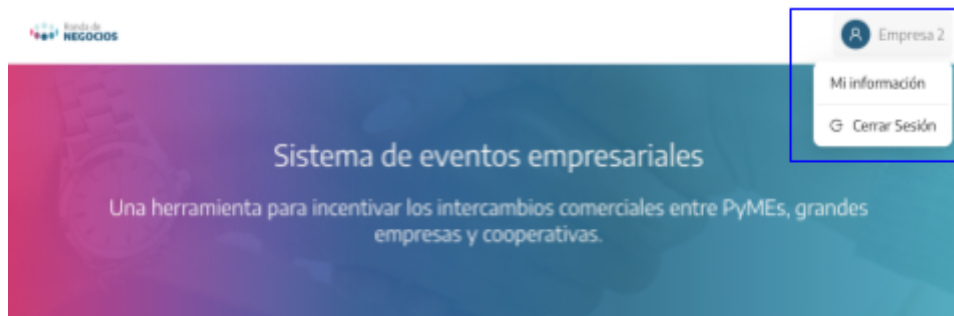 Ronda de
NEGOCIOS
Empresa 2
Mi información
Cerrar Sesión
Sistema de eventos empresariales
Una herramienta para incentivar los intercambios comerciales entre PyMEs, grandes
empresas y cooperativas.